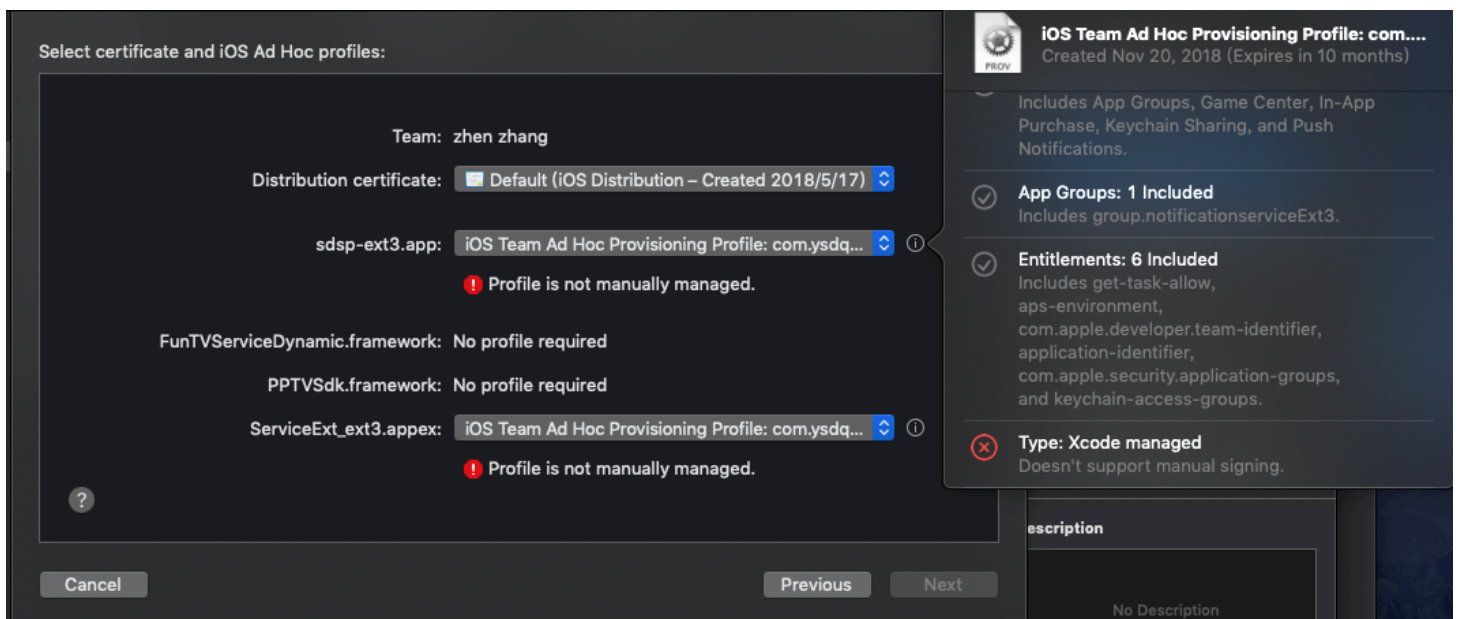 Select certificate and iOS Ad Hoc profiles:
Team: zhen zhang
Distribution certificate: Default (iOS Distribution – Created 2018/5/17)
sdsp-ext3.app: iOS Team Ad Hoc Provisioning Profile: com.ysdq...
Profile is not manually managed.
FunTVServiceDynamic.framework: No profile required
PPTVSdk.framework: No profile required
ServiceExt_ext3.appex: iOS Team Ad Hoc Provisioning Profile: com.ysdq...
Profile is not manually managed.
?
Cancel
Previous
Next
PROV
iOS Team Ad Hoc Provisioning Profile: com....
Created Nov 20, 2018 (Expires in 10 months)
Includes App Groups, Game Center, In-App
Purchase, Keychain Sharing, and Push
Notifications.
App Groups: 1 Included
Includes group.notificationserviceExt3.
Entitlements: 6 Included
Includes get-task-allow,
aps-environment,
com.apple.developer.team-identifier,
application-identifier,
com.apple.security.application-groups,
and keychain-access-groups.
Type: Xcode managed
Doesn't support manual signing.
escription
No Description